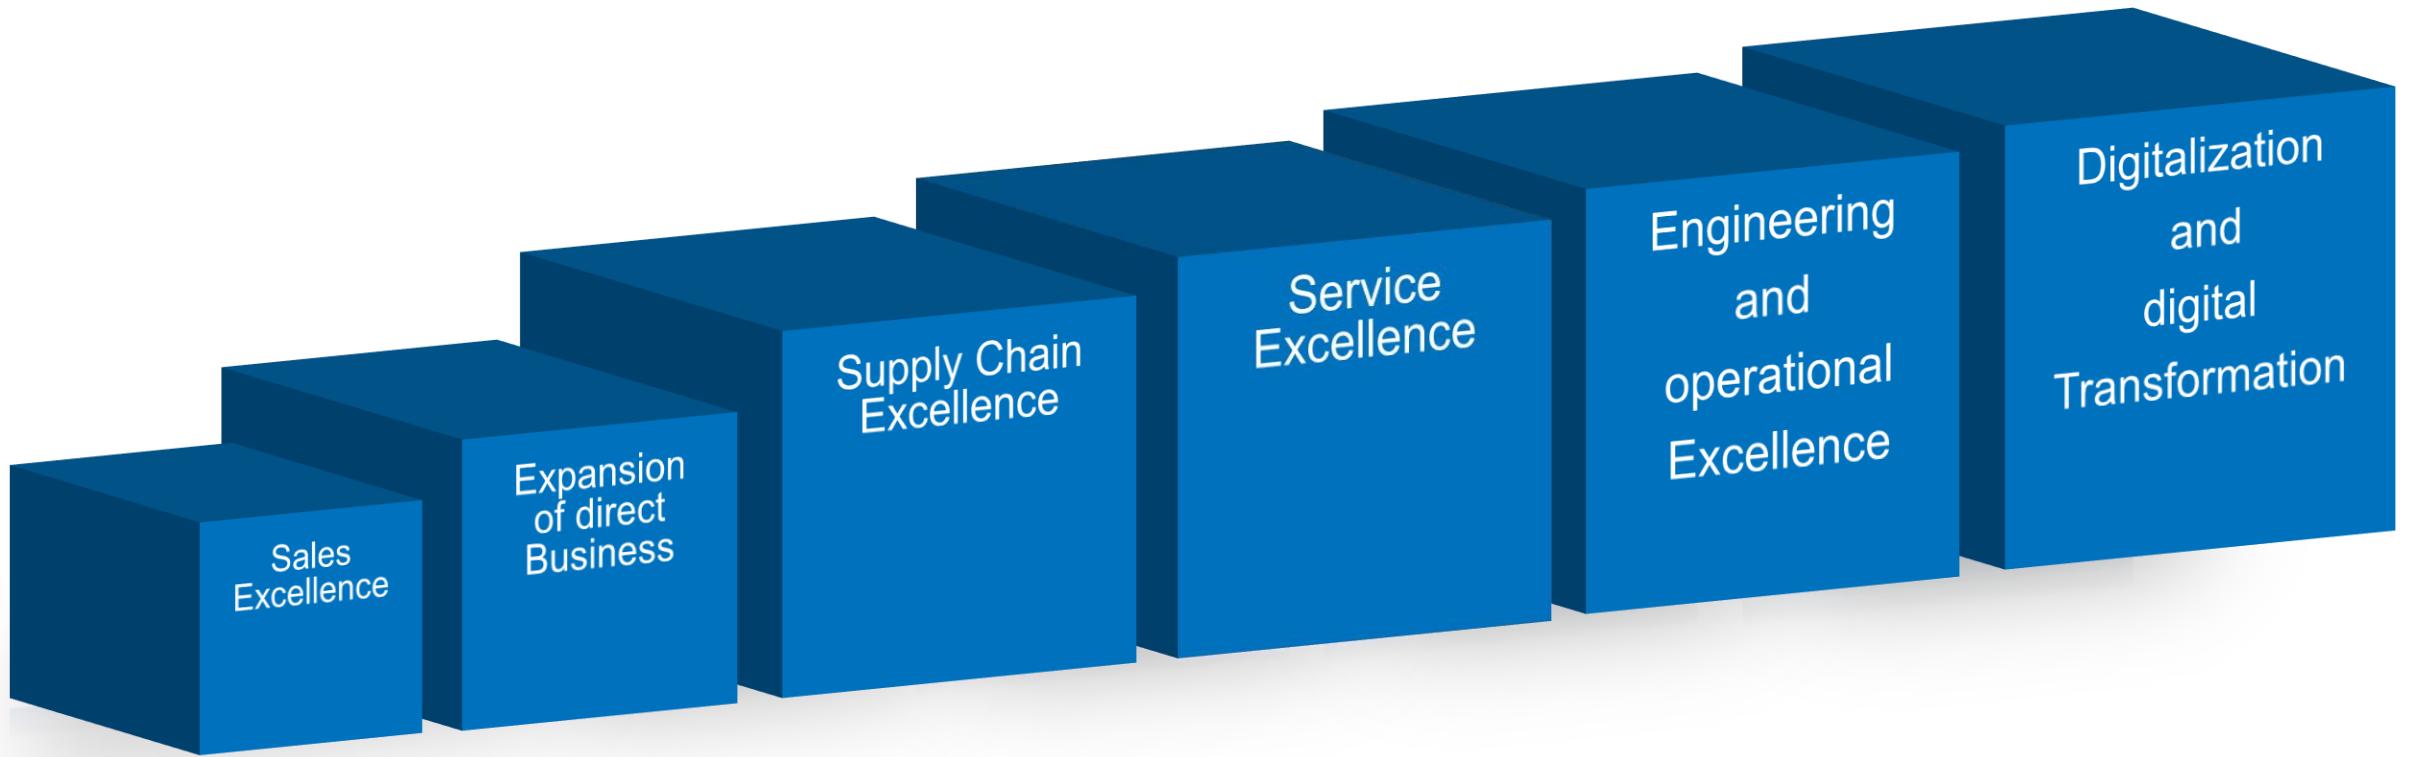 Sales
Excellence
Expansion
of direct
Business
Supply Chain
Excellence
Service
Excellence
Engineering
and
operational
Excellence
Digitalization
and
digital
Transformation